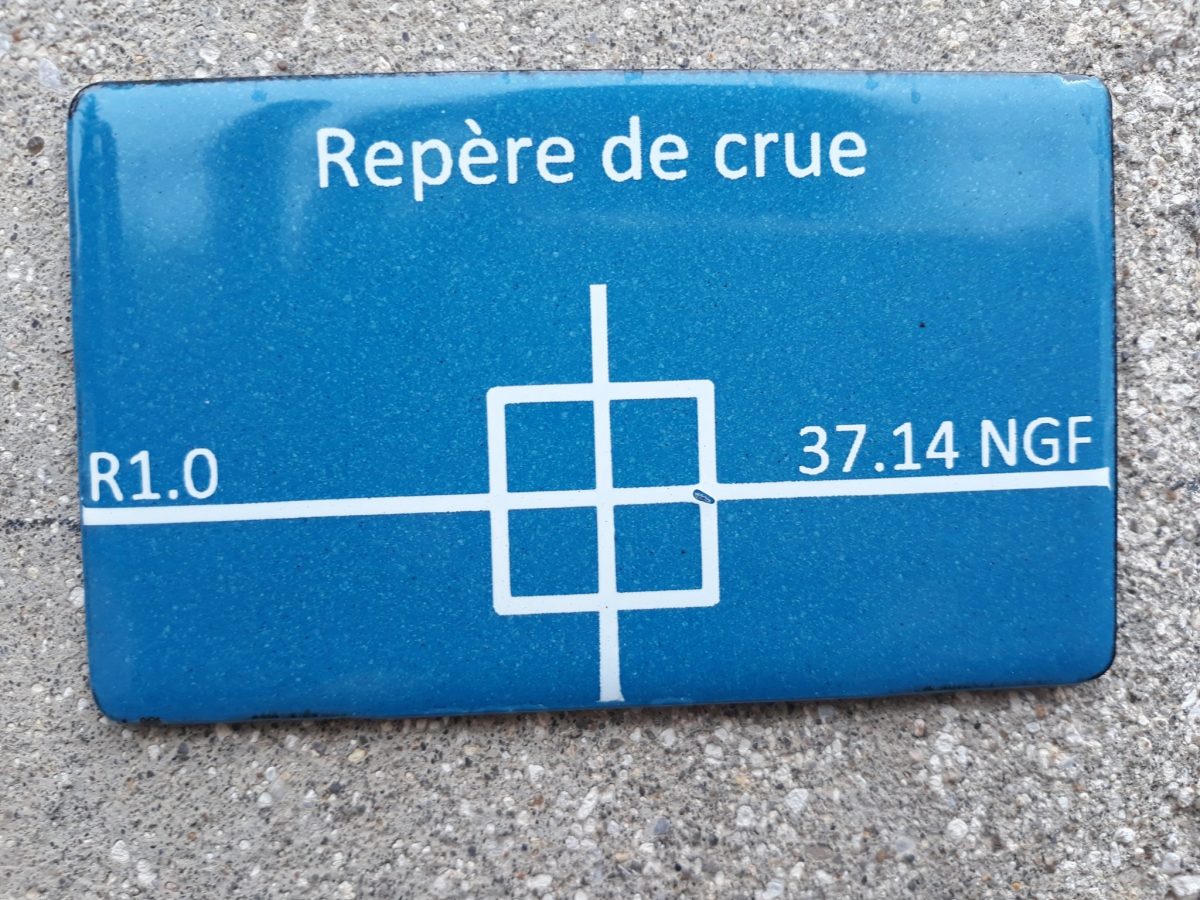 Repère de crue
R1.0
37.14 NGF